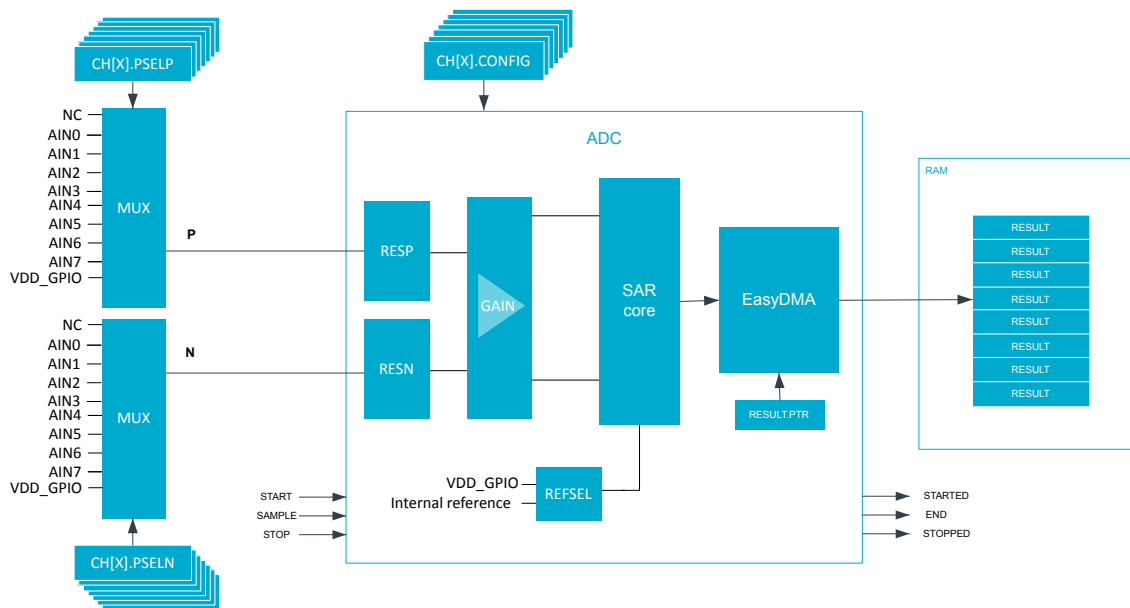 CH[X].PSELP
CH[X].CONFIG
NC
AIN0
AIN1
AIN2
AIN3
AIN4
AIN5
AIN6
AIN7
VDD_GPIO
MUX
P
NC
AIN0
AIN1
AIN2
AIN3
AIN4
AIN5
AIN6
AIN7
VDD_GPIO
MUX
N
CH[X].PSELN
ADC
RESP
RESN
GAIN
SAR
core
EasyDMA
RESULT.PTR
VDD_GPIO
Internal reference
REFSEL
START
SAMPLE
STOP
STARTED
END
STOPPED
RAM
RESULT
RESULT
RESULT
RESULT
RESULT
RESULT
RESULT
RESULT